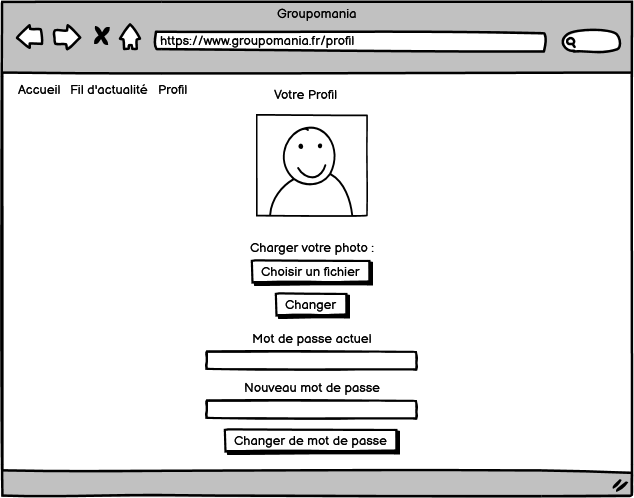 Groupomania
https://www.groupomania.fr/profil
Accueil Fil d'actualité Profil
Votre Profil
Charger votre photo :
Choisir un fichier
Changer
Mot de passe actuel
Nouveau mot de passe
Changer de mot de passe